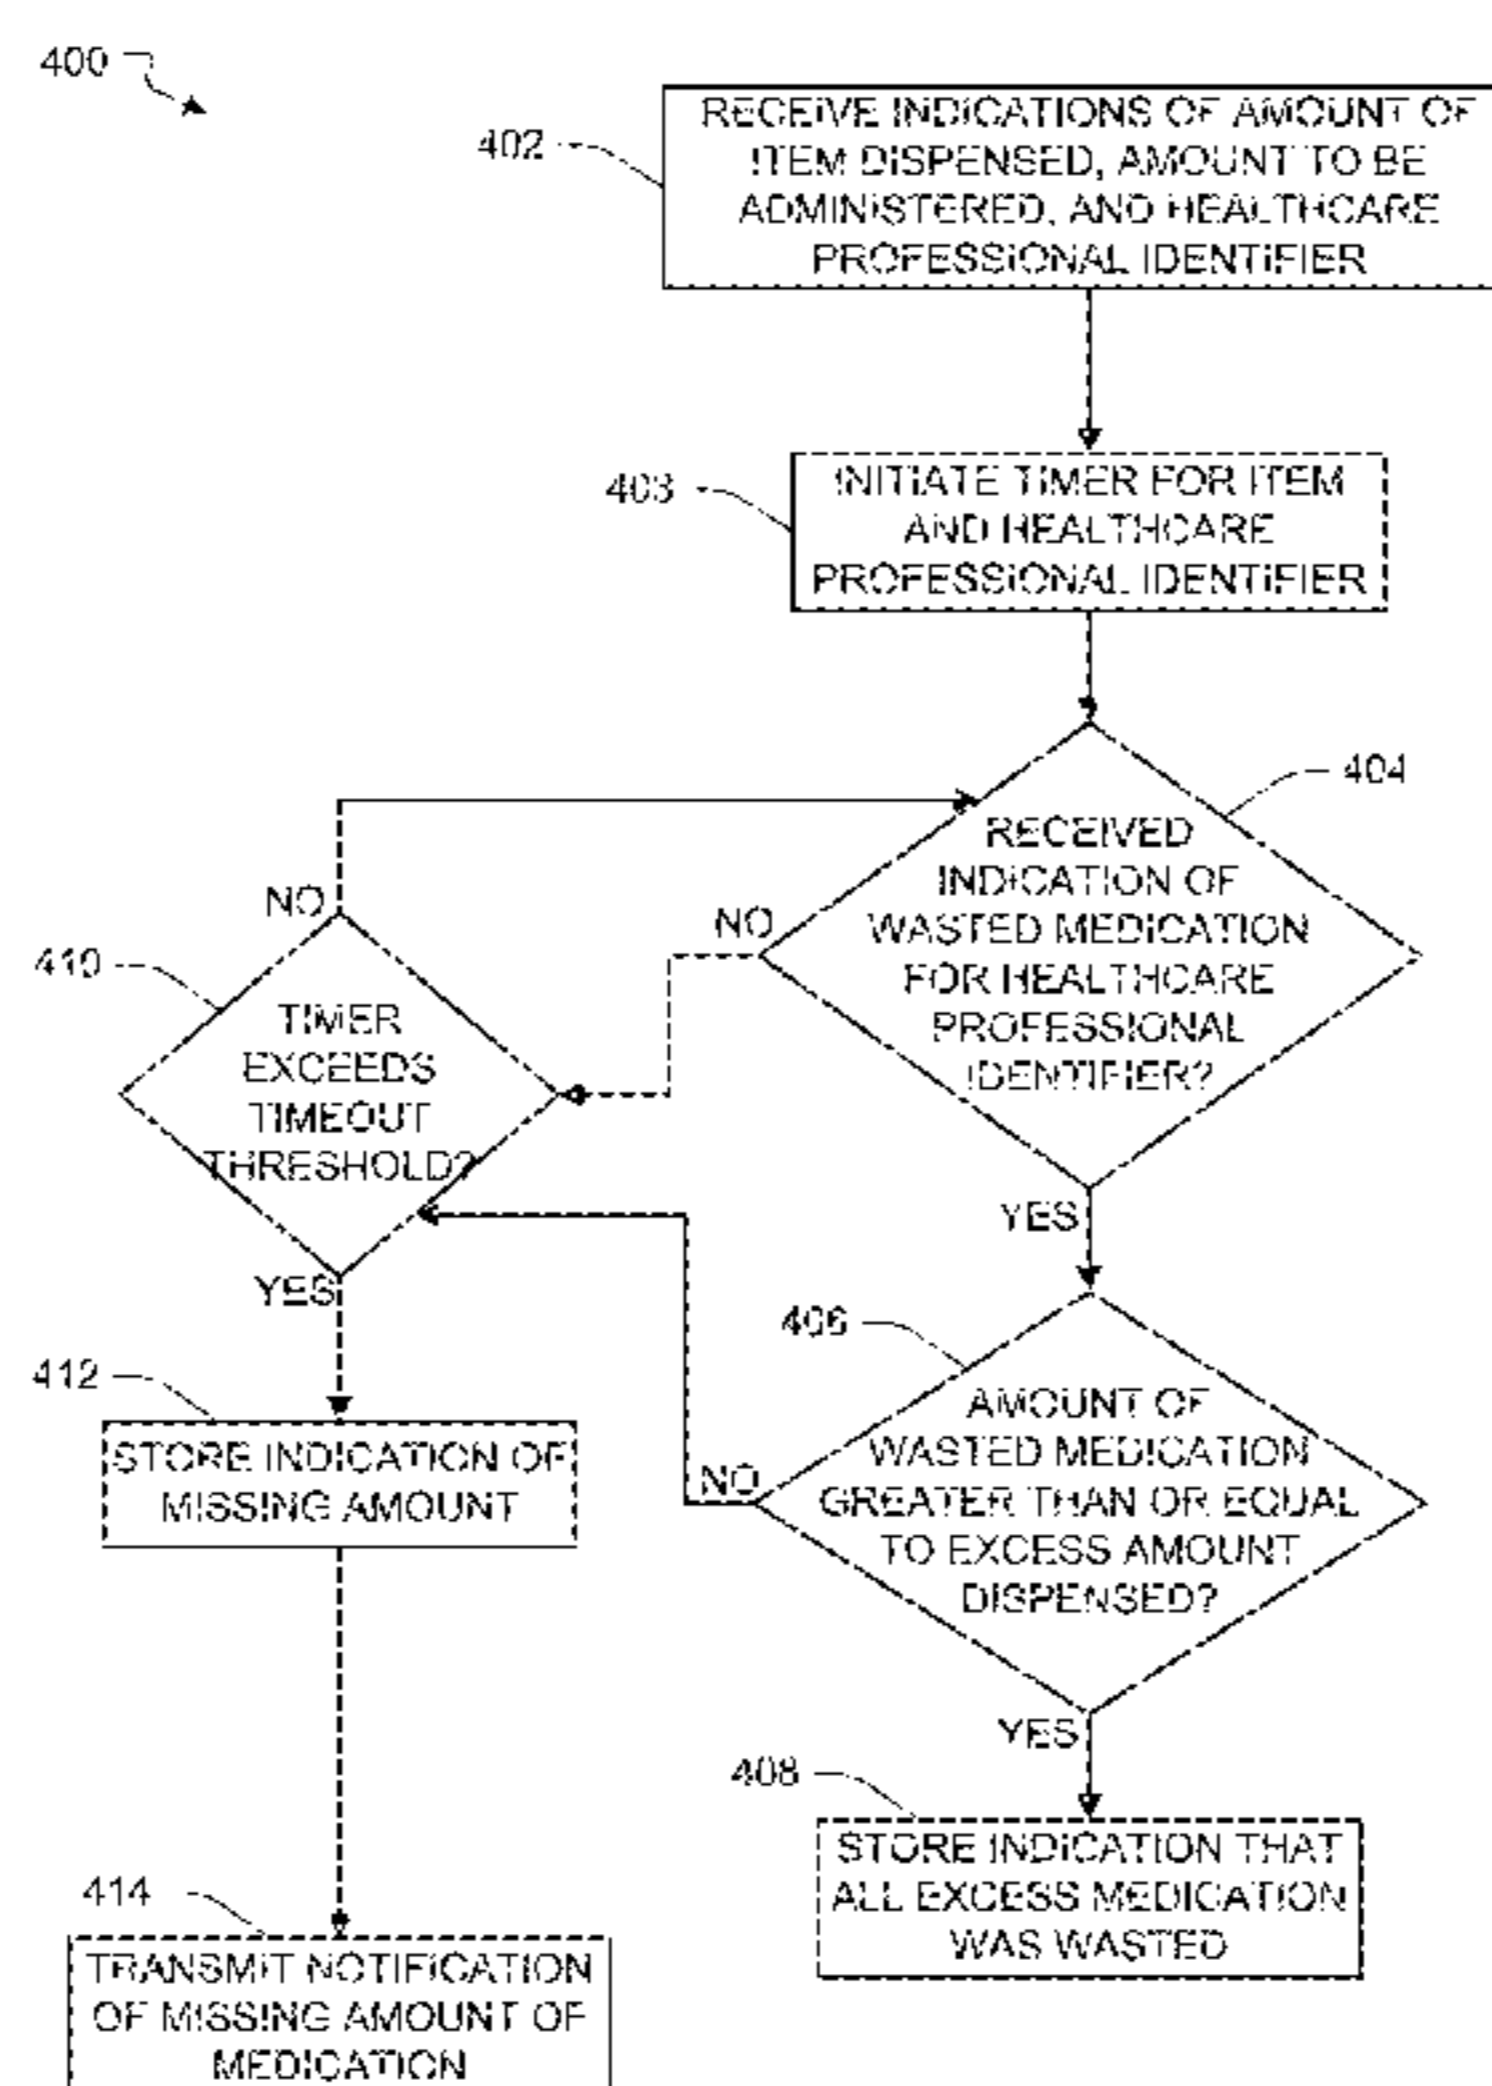 400
402
RECEIVE INDICATIONS OF AMOUNT OF
ITEM DISPENSED, AMOUNT TO BE
ADMINISTERED, AND HEALTHCARE
PROFESSIONAL IDENTIFIER
403
INITIATE TIMER FOR ITEM
AND HEALTHCARE
PROFESSIONAL IDENTIFIER
404
RECEIVED
INDICATION OF
WASTED MEDICATION
FOR HEALTHCARE
PROFESSIONAL
IDENTIFIER?
NO
YES
410
NO
TIMER
EXCEEDS
TIMEOUT
THRESHOLD?
YES
406
AMOUNT OF
WASTED MEDICATION
GREATER THAN OR EQUAL
TO EXCESS AMOUNT
DISPENSED?
NO
YES
412
STORE INDICATION OF
MISSING AMOUNT
408
STORE INDICATION THAT
ALL EXCESS MEDICATION
WAS WASTED
414
TRANSMIT NOTIFICATION
OF MISSING AMOUNT OF
MEDICATION